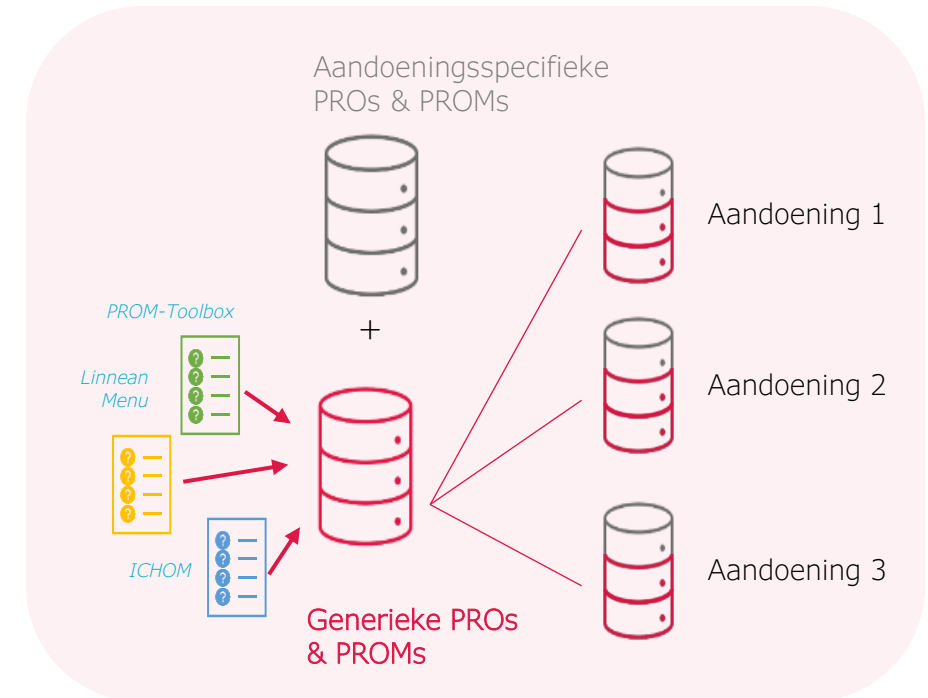 Aandoeningsspecifieke
PROs & PROMs
PROM-Toolbox
Linnean
Menu
ICHOM
+
Generieke PROs
& PROMs
Aandoening 1
Aandoening 2
Aandoening 3